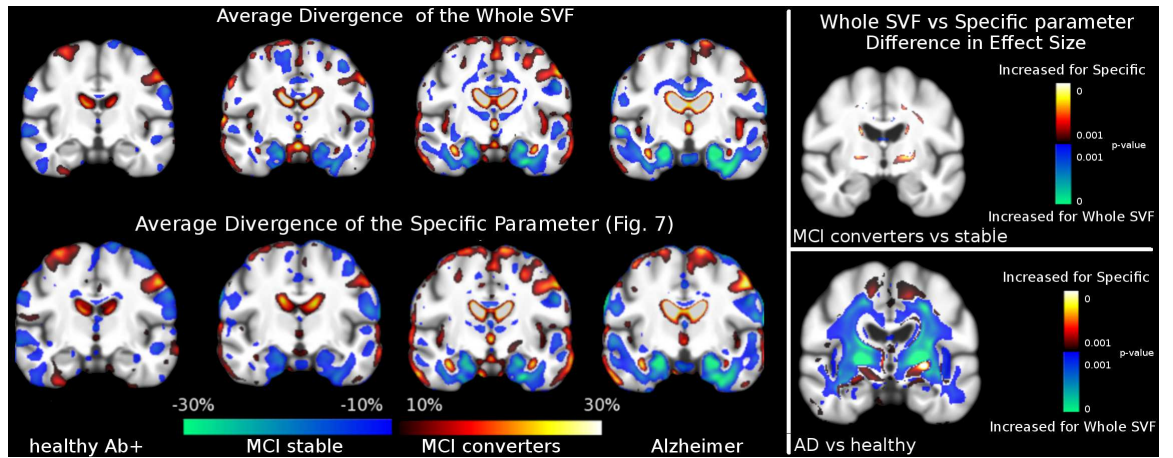 Average Divergence of the Whole SVF
Average Divergence of the Specific Parameter (Fig. 7)
-30%
-10%
10%
30%
healthy Ab+
MCI stable
MCI converters
Alzheimer
Whole SVF vs Specific parameter
Difference in Effect Size
Increased for Specific
0
0.001
p-value
0.001
0
Increased for Whole SVF
MCI converters vs stable
Increased for Specific
0
0.001
p-value
0.001
0
Increased for Whole SVF
AD vs healthy